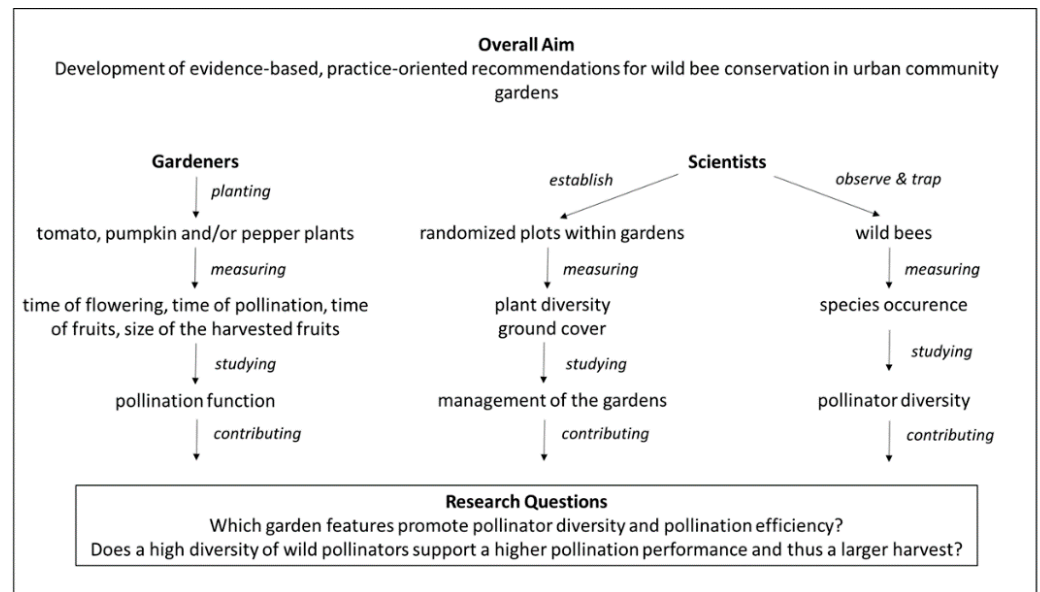 Overall Aim
Development of evidence-based, practice-oriented recommendations for wild bee conservation in urban community
gardens
Gardeners
Scientists
planting
establish
observe & trap
tomato, pumpkin and/or pepper plants
randomized plots within gardens
wild bees
measuring
measuring
measuring
time of flowering, time of pollination, time
of fruits, size of the harvested fruits
plant diversity
ground cover
species occurence
studying
studying
studying
pollination function
management of the gardens
pollinator diversity
contributing
contributing
contributing
Research Questions
Which garden features promote pollinator diversity and pollination efficiency?
Does a high diversity of wild pollinators support a higher pollination performance and thus a larger harvest?